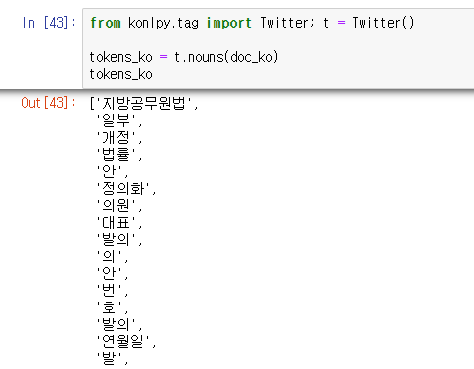 In [43]: from konlpy.tag import Twitter; t = Twitter()
tokens_ko = t.nouns(doc_ko)
tokens_ko
Out[43]: ['지방공무원법',
'일부',
'개정',
'법률',
'안',
'정의화',
'의원',
'대표',
'발의',
'의',
'안',
'번',
'호',
'발의',
'연월일',
'발',